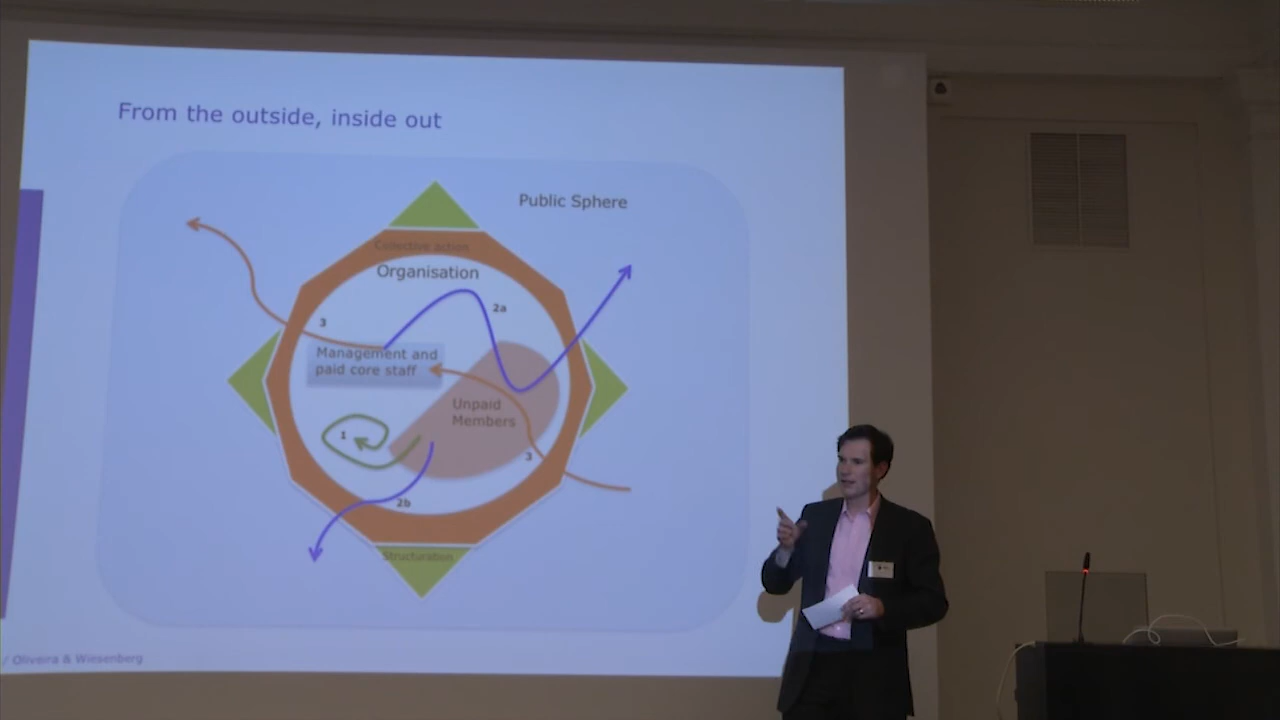 From the outside, inside out
Public Sphere
Collective action
Organisation
2a
3
Management and
paid core staff
Unpaid
Members
1
3
2b
Structuration
/ Oliveira & Wiesenberg